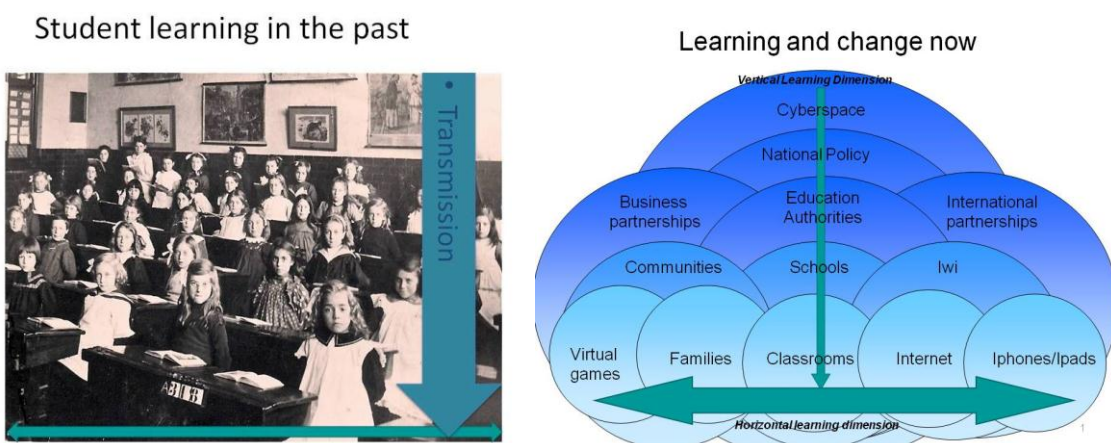 Student learning in the past
• Transmission
AB18
Learning and change now
Vertical Learning Dimension
Cyberspace
National Policy
Business
partnerships
Education
Authorities
International
partnerships
Communities
Schools
Iwi
Virtual
games
Families
Classrooms
Internet
Iphones/Ipads
Horizontal learning dimension
1